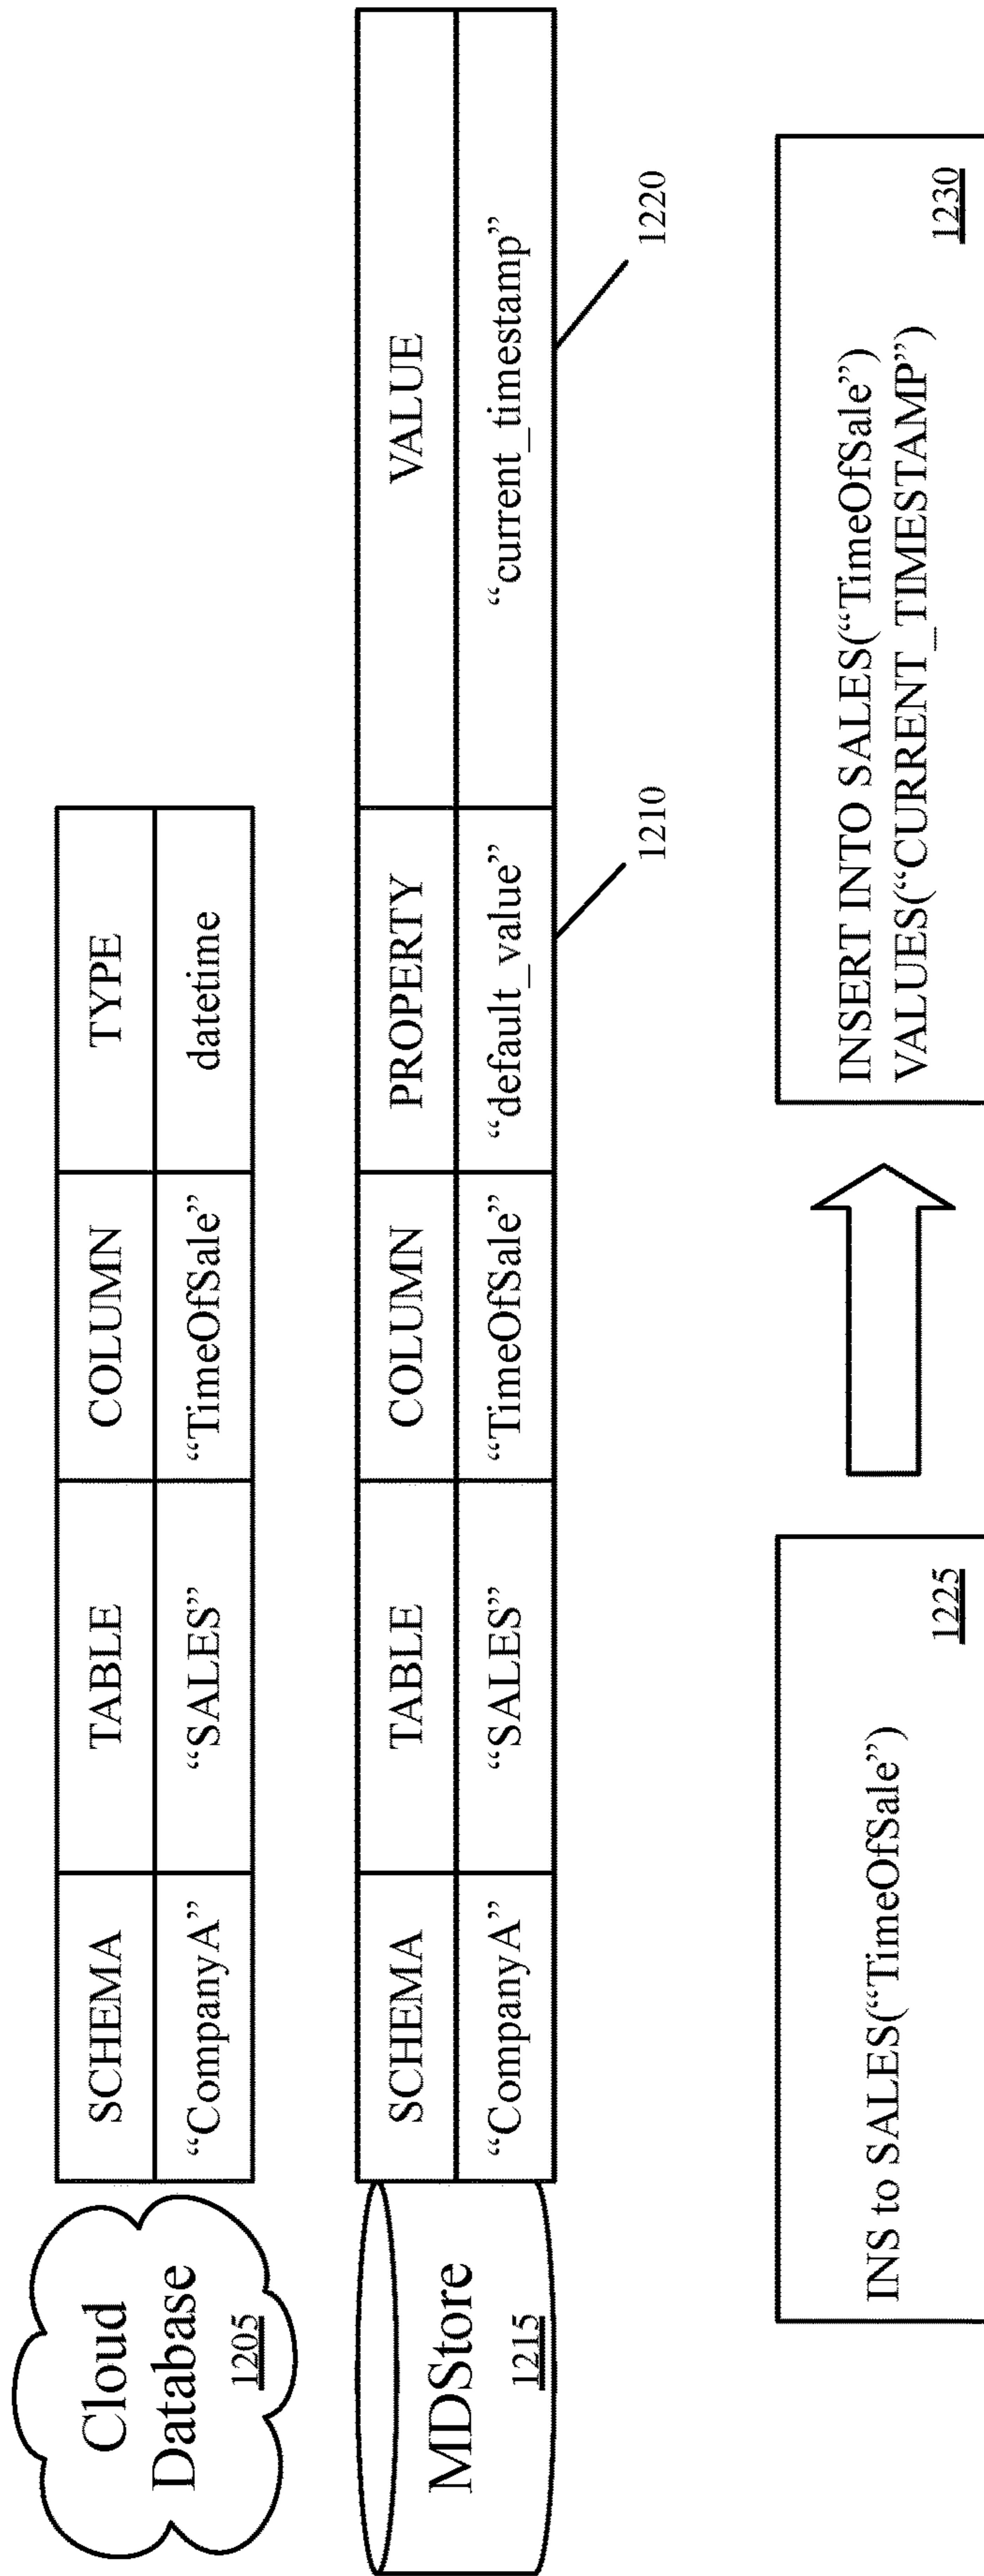 Cloud
Database
1205
SCHEMA TABLE COLUMN TYPE
“CompanyA” “SALES” “TimeOfSale” datetime
MDStore
1215
SCHEMA TABLE COLUMN PROPERTY VALUE
“CompanyA” “SALES” “TimeOfSale” “default_value” “current_timestamp”
1210
1220
INS to SALES(“TimeOfSale”)
1225
INSERT INTO SALES(“TimeOfSale”)
VALUES(“CURRENT_TIMESTAMP”)
1230